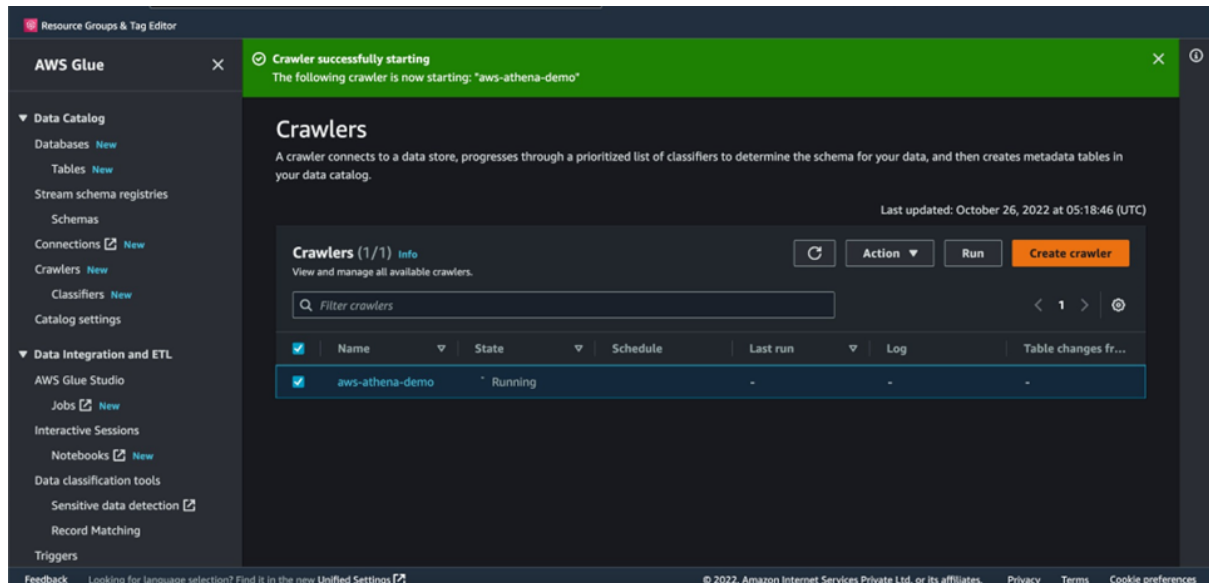 Resource Groups & Tag Editor
AWS Glue
Data Catalog
Databases New
Tables New
Stream schema registries
Schemas
Connections New
Crawlers New
Classifiers New
Catalog settings
Data Integration and ETL
AWS Glue Studio
Jobs New
Interactive Sessions
Notebooks New
Data classification tools
Sensitive data detection
Record Matching
Triggers
Crawler successfully starting
The following crawler is now starting: "aws-athena-demo"
Crawlers
A crawler connects to a data store, progresses through a prioritized list of classifiers to determine the schema for your data, and then creates metadata tables in
your data catalog.
Last updated: October 26, 2022 at 05:18:46 (UTC)
Crawlers (1/1) Info
View and manage all available crawlers.
Action Run Create crawler
Filter crawlers
1
Name State Schedule Last run Log Table changes fr...
aws-athena-demo Running - - -
Feedback Looking for language selection? Find it in the new Unified Settings © 2022, Amazon Internet Services Private Ltd. or its affiliates. Privacy Terms Cookie preferences